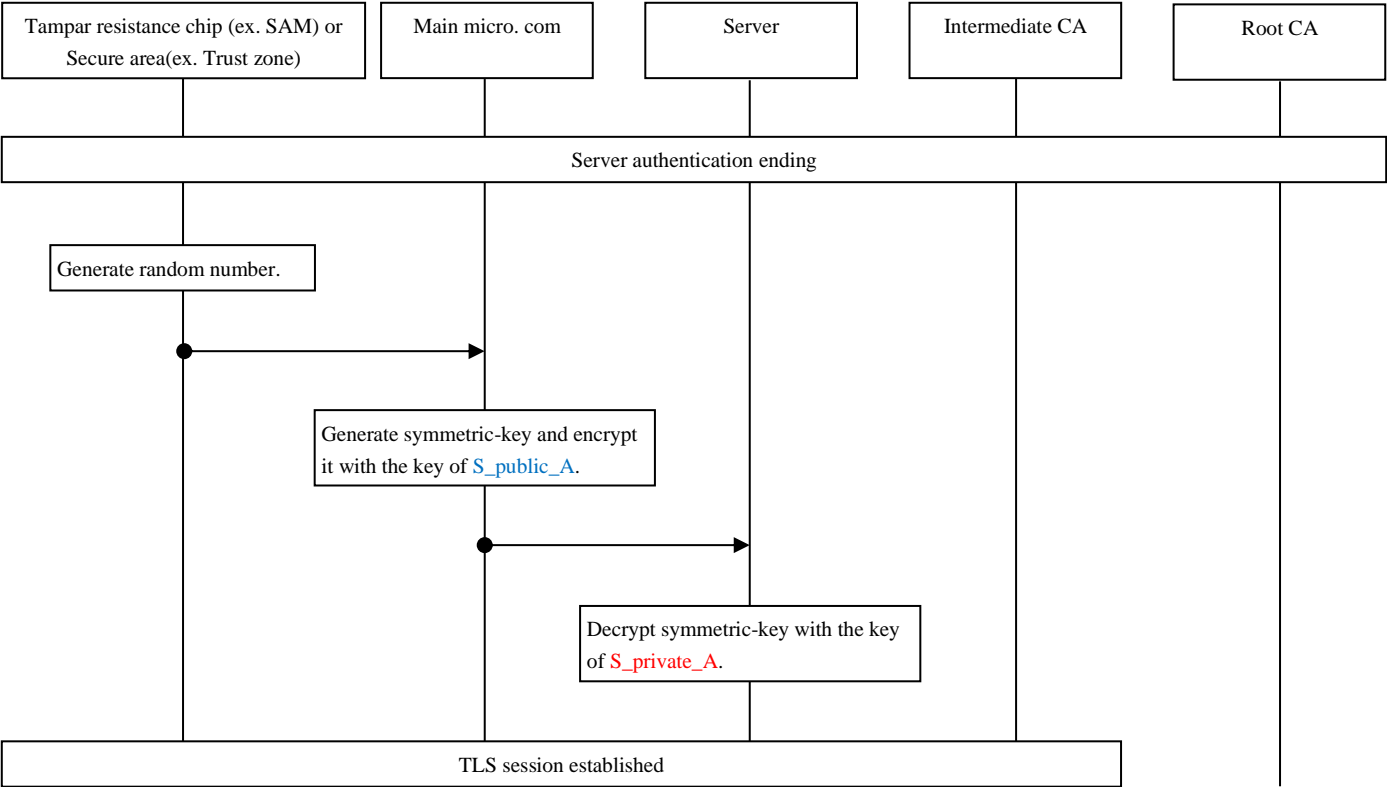 Tampar resistance chip (ex. SAM) or
Secure area(ex. Trust zone)
Main micro. com
Server
Intermediate CA
Root CA
Server authentication ending
Generate random number.
Generate symmetric-key and encrypt
it with the key of S_public_A.
Decrypt symmetric-key with the key
of S_private_A.
TLS session established